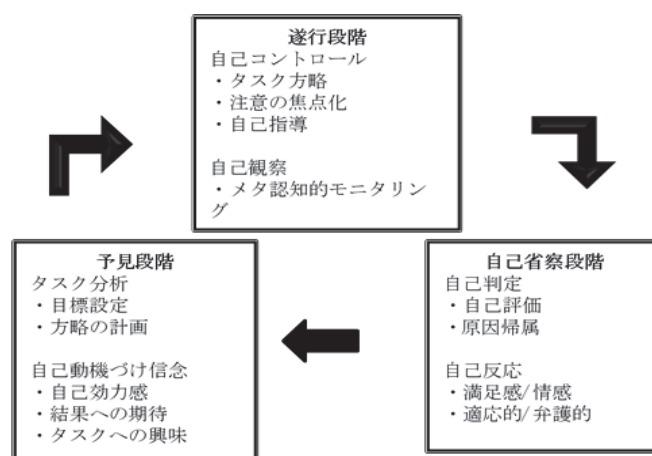 遂行段階
自己コントロール
・タスク方略
・注意の焦点化
・自己指導
自己観察
・メタ認知的モニタリン
グ
予見段階
タスク分析
・目標設定
・方略の計画
自己動機づけ信念
・自己効力感
・結果への期待
・タスクへの興味
自己省察段階
自己判定
・自己評価
・原因帰属
自己反応
・満足感/情感
・適応的/弁護的